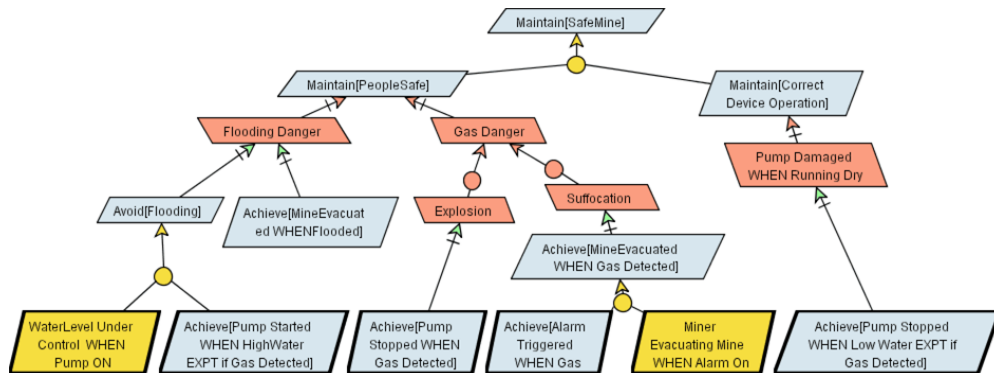 Maintain[SafeMine]
Maintain[PeopleSafe]
Maintain[Correct
Device Operation]
Flooding Danger
Gas Danger
Pump Damaged
WHEN Running Dry
Avoid[Flooding]
Achieve[MineEvacuat
ed WHENFlooded]
Explosion
Suffocation
Achieve[MineEvacuated
WHEN Gas Detected]
WaterLevel Under
Control WHEN
Pump ON
Achieve[Pump Started
WHEN HighWater
EXPT if Gas Detected]
Achieve[Pump
Stopped WHEN
Gas Detected]
Achieve[Alarm
Triggered
WHEN Gas
Miner
Evacuating Mine
WHEN Alarm On
Achieve[Pump Stopped
WHEN Low Water EXPT if
Gas Detected]